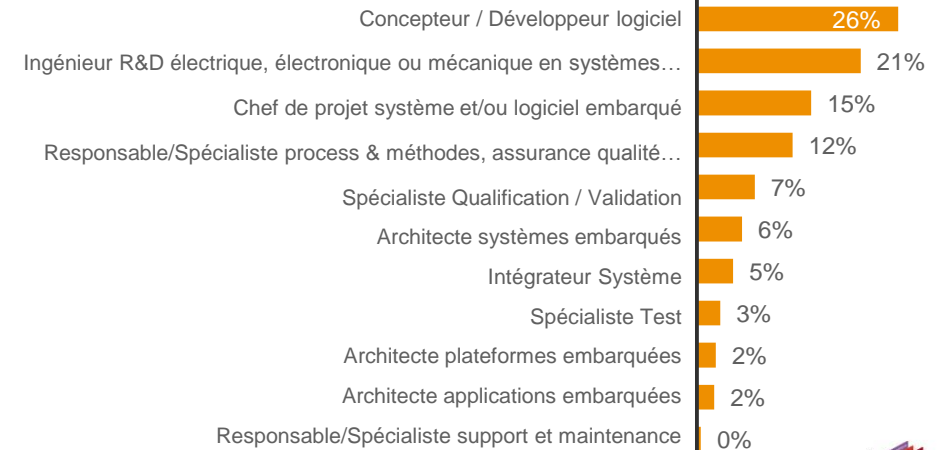 Concepteur / Développeur logiciel 26%
Ingénieur R&D électrique, électronique ou mécanique en systèmes… 21%
Chef de projet système et/ou logiciel embarqué 15%
Responsable/Spécialiste process & méthodes, assurance qualité… 12%
Spécialiste Qualification / Validation 7%
Architecte systèmes embarqués 6%
Intégrateur Système 5%
Spécialiste Test 3%
Architecte plateformes embarquées 2%
Architecte applications embarquées 2%
Responsable/Spécialiste support et maintenance 0%